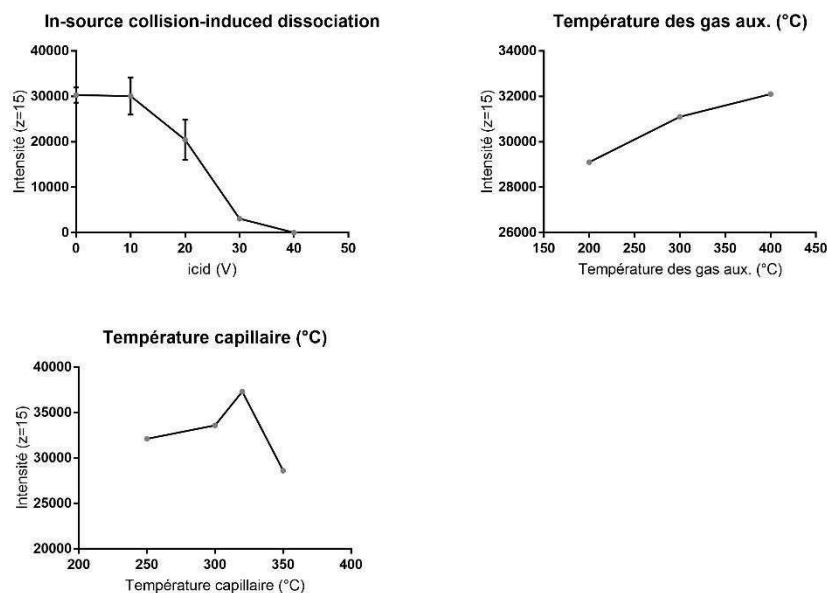 In-source collision-induced dissociation
40000
30000
20000
10000
0
Intensité (z=15)
0 10 20 30 40 50
icid (V)
Température des gas aux. (°C)
34000
32000
30000
28000
26000
Intensité (z=15)
150 200 250 300 350 400 450
Température des gas aux. (°C)
Température capillaire (°C)
40000
35000
30000
25000
20000
Intensité (z=15)
200 250 300 350 400
Température capillaire (°C)